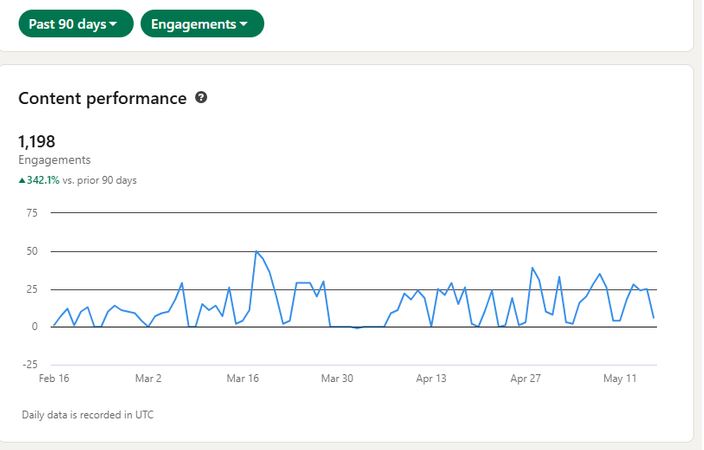 Past 90 days
Engagements
Content performance
1,198
Engagements
342.1% vs. prior 90 days
75
50
25
0
-25
Feb 16 Mar 2 Mar 16 Mar 30 Apr 13 Apr 27 May 11
Daily data is recorded in UTC